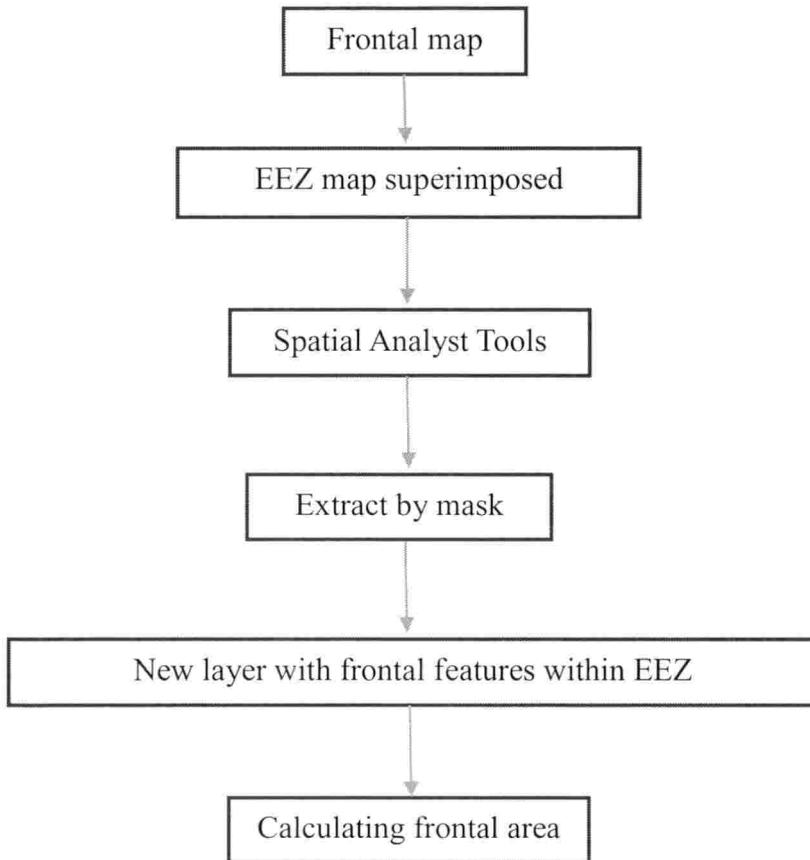 Frontal map
EEZ map superimposed
Spatial Analyst Tools
Extract by mask
New layer with frontal features within EEZ
Calculating frontal area